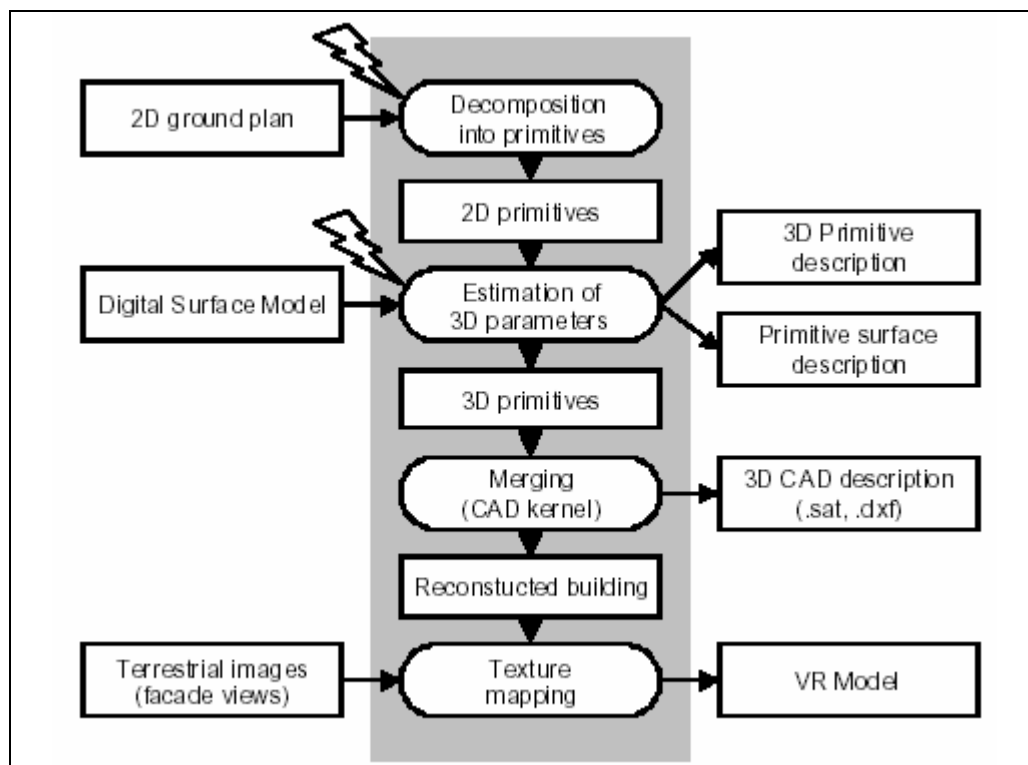 2D ground plan
Decomposition
into primitives
2D primitives
Digital Surface Model
Estimation of
3D parameters
3D Primitive
description
Primitive surface
description
3D primitives
Merging
(CAD kernel)
3D CAD description
(.sat, .dxf)
Reconstucted building
Terrestrial images
(facade views)
Texture
mapping
VR Model